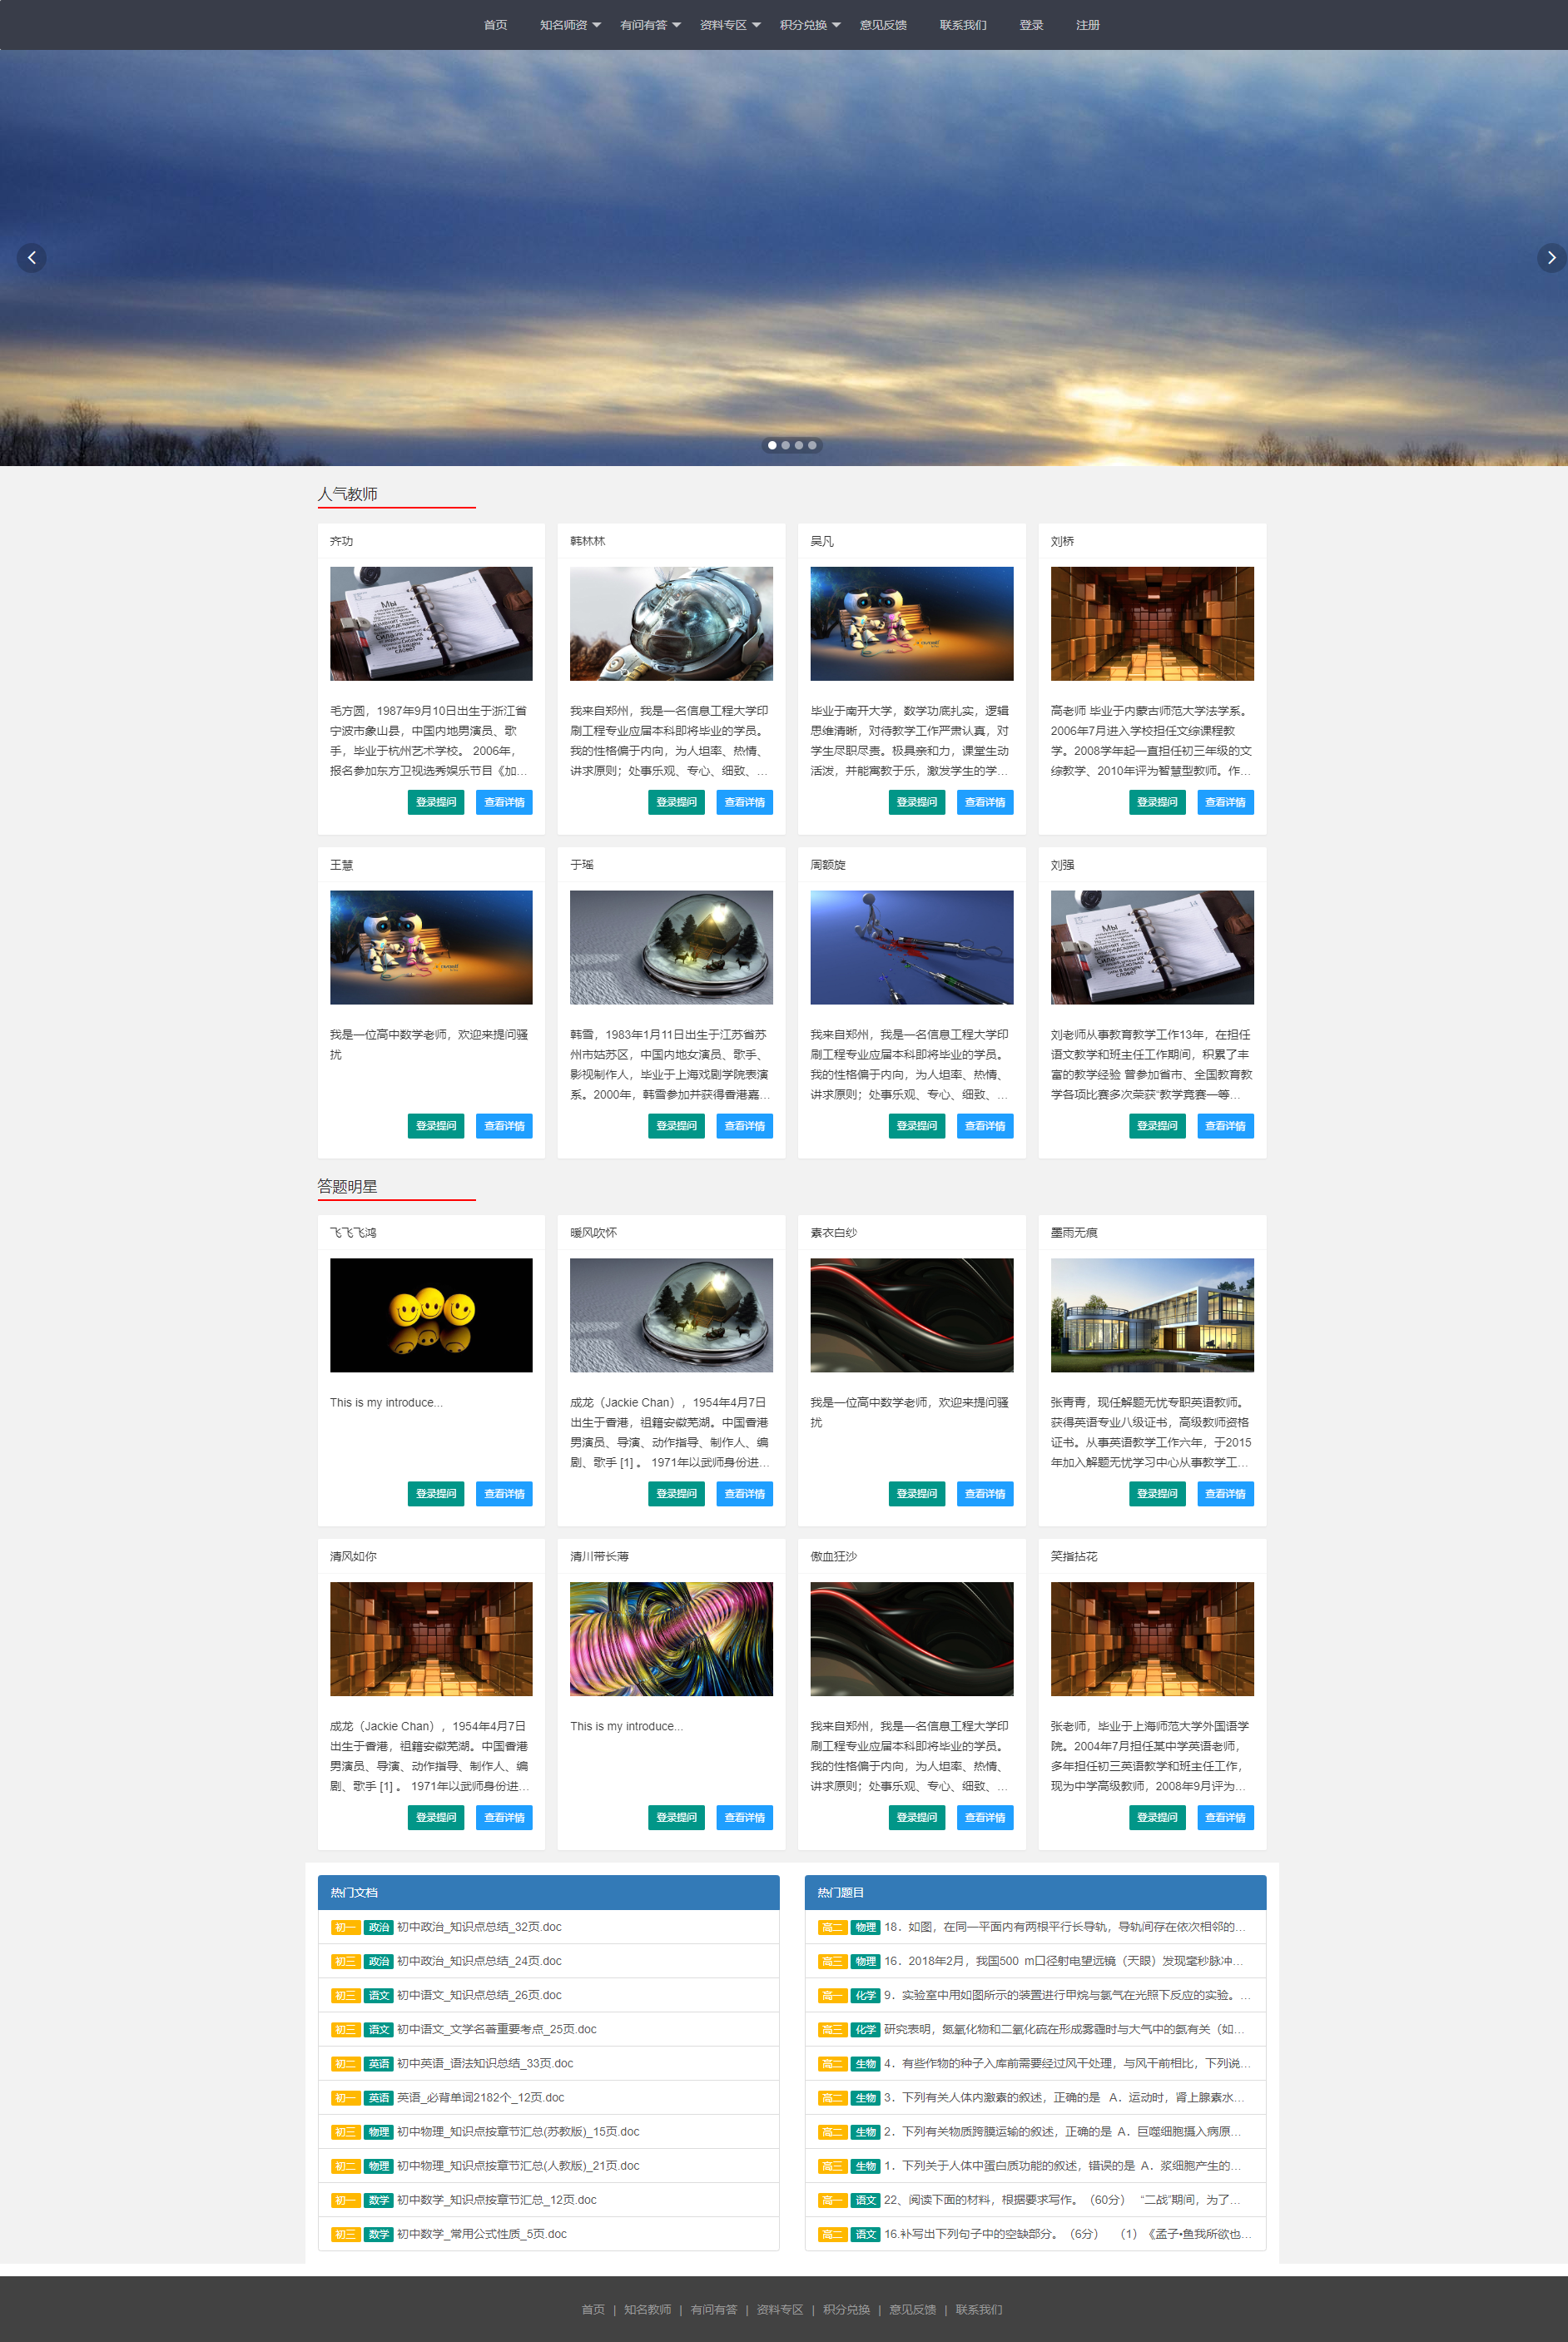 首页 知名师资 有问有答 资料专区 积分兑换 意见反馈 联系我们 登录 注册
人气教师
齐功 韩林林 吴凡 刘桥
毛方圆，1987年9月10日出生于浙江省
宁波市象山县，中国内地男演员、歌
手，毕业于杭州艺术学校。 2006年，
报名参加东方卫视选秀娱乐节目《加...
登录提问 查看详情
我来自郑州，我是一名信息工程大学印
刷工程专业应届本科即将毕业的学员。
我的性格偏于内向，为人坦率、热情、
讲求原则；处事乐观、专心、细致、...
登录提问 查看详情
毕业于南开大学，数学功底扎实，逻辑
思维清晰，对待教学工作严肃认真，对
学生尽职尽责。极具亲和力，课堂生动
活泼，并能寓教于乐，激发学生的学...
登录提问 查看详情
高老师 毕业于内蒙古师范大学法学系。
2006年7月进入学校担任文综课程教
学。2008学年起一直担任初三年级的文
综教学、2010年评为智慧型教师。作...
登录提问 查看详情
王慧 于瑶 周颖旋 刘强
我是一位高中数学老师，欢迎来提问骚
扰
登录提问 查看详情
韩雪，1983年1月11日出生于江苏省苏
州市姑苏区，中国内地女演员、歌手、
影视制作人，毕业于上海戏剧学院表演
系。2000年，韩雪参加并获得香港嘉...
登录提问 查看详情
我来自郑州，我是一名信息工程大学印
刷工程专业应届本科即将毕业的学员。
我的性格偏于内向，为人坦率、热情、
讲求原则；处事乐观、专心、细致、...
登录提问 查看详情
刘老师从事教育教学工作13年，在担任
语文教学和班主任工作期间，积累了丰
富的教学经验 曾参加省市、全国教育教
学各项比赛多次荣获“教学竞赛一等...
登录提问 查看详情
答题明星
飞飞飞鸿 暖风吹怀 素衣白纱 墨雨无痕
This is my introduce...
登录提问 查看详情
成龙（Jackie Chan），1954年4月7日
出生于香港，祖籍安徽芜湖。中国香港
男演员、导演、动作指导、制作人、编
剧、歌手 [1] 。 1971年以武师身份进...
登录提问 查看详情
我是一位高中数学老师，欢迎来提问骚
扰
登录提问 查看详情
张青青，现任解题无忧专职英语教师。
获得英语专业八级证书，高级教师资格
证书。从事英语教学工作六年，于2015
年加入解题无忧学习中心从事教学工...
登录提问 查看详情
清风如你 清川带长薄 傲血狂沙 笑指拈花
成龙（Jackie Chan），1954年4月7日
出生于香港，祖籍安徽芜湖。中国香港
男演员、导演、动作指导、制作人、编
剧、歌手 [1] 。 1971年以武师身份进...
登录提问 查看详情
This is my introduce...
登录提问 查看详情
我来自郑州，我是一名信息工程大学印
刷工程专业应届本科即将毕业的学员。
我的性格偏于内向，为人坦率、热情、
讲求原则；处事乐观、专心、细致、...
登录提问 查看详情
张老师，毕业于上海师范大学外国语学
院。2004年7月担任某中学英语老师，
多年担任初三英语教学和班主任工作，
现为中学高级教师，2008年9月评为...
登录提问 查看详情
热门文档
初一 政治 初中政治_知识点总结_32页.doc
初三 政治 初中政治_知识点总结_24页.doc
初三 语文 初中语文_知识点总结_26页.doc
初三 语文 初中语文_文学名著重要考点_25页.doc
初二 英语 初中英语_语法知识总结_33页.doc
初一 英语 英语_必背单词2182个_12页.doc
初三 物理 初中物理_知识点按章节汇总(苏教版)_15页.doc
初二 物理 初中物理_知识点按章节汇总(人教版)_21页.doc
初一 数学 初中数学_知识点按章节汇总_12页.doc
初三 数学 初中数学_常用公式性质_5页.doc
热门题目
高二 物理 18．如图，在同一平面内有两根平行长导轨，导轨间存在依次相邻的...
高三 物理 16．2018年2月，我国500 m口径射电望远镜（天眼）发现毫秒脉冲...
高一 化学 9．实验室中用如图所示的装置进行甲烷与氯气在光照下反应的实验。...
高三 化学 研究表明，氮氧化物和二氧化硫在形成雾霾时与大气中的氨有关（如...
高二 生物 4．有些作物的种子入库前需要经过风干处理，与风干前相比，下列说...
高二 生物 3．下列有关人体内激素的叙述，正确的是 A．运动时，肾上腺素水...
高二 生物 2．下列有关物质跨膜运输的叙述，正确的是 A．巨噬细胞摄入病原...
高三 生物 1．下列关于人体中蛋白质功能的叙述，错误的是 A．浆细胞产生的...
高一 语文 22、阅读下面的材料，根据要求写作。（60分） “二战”期间，为了...
高二 语文 16.补写出下列句子中的空缺部分。（6分） （1）《孟子•鱼我所欲也...
首页 | 知名教师 | 有问有答 | 资料专区 | 积分兑换 | 意见反馈 | 联系我们